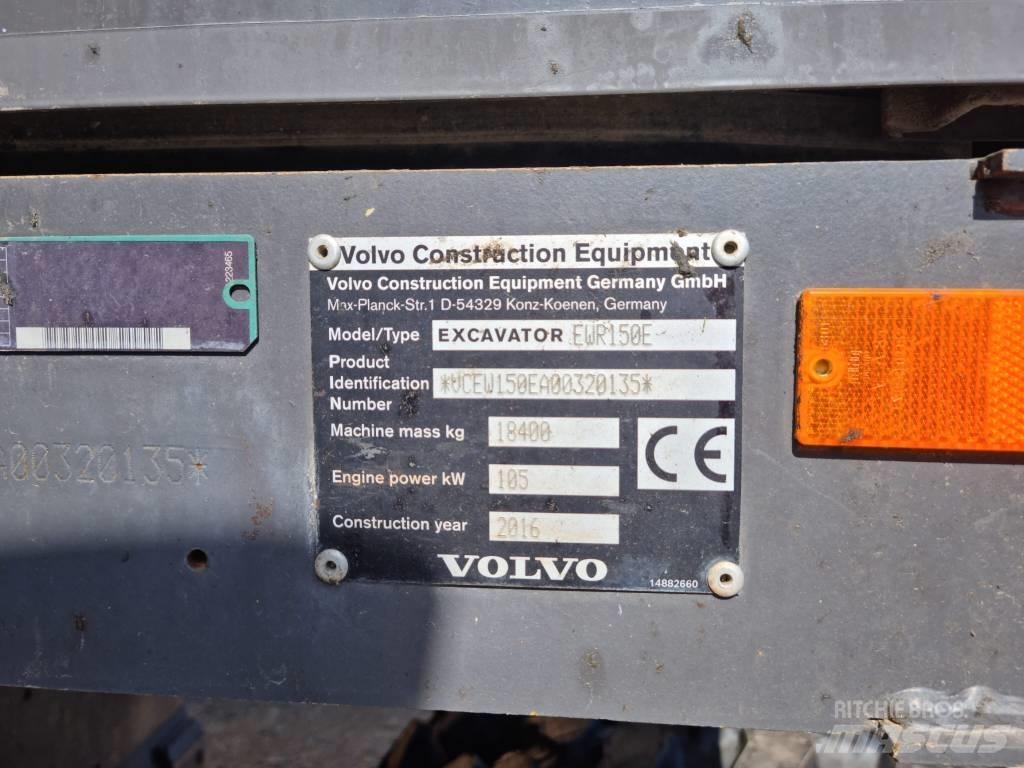 Volvo Construction Equipment
Volvo Construction Equipment Germany GmbH
Max-Planck-Str.1 D-54329 Konz-Koenen, Germany
Model/Type EXCAVATOR EWR150E
Product
Identification *VCEW150EA00320135*
Number
Machine mass kg 18400
CE
Engine power kW 105
Construction year 2016
VOLVO
14882660
223465
A00320135*
RITCHIE BROS.
MASCUS